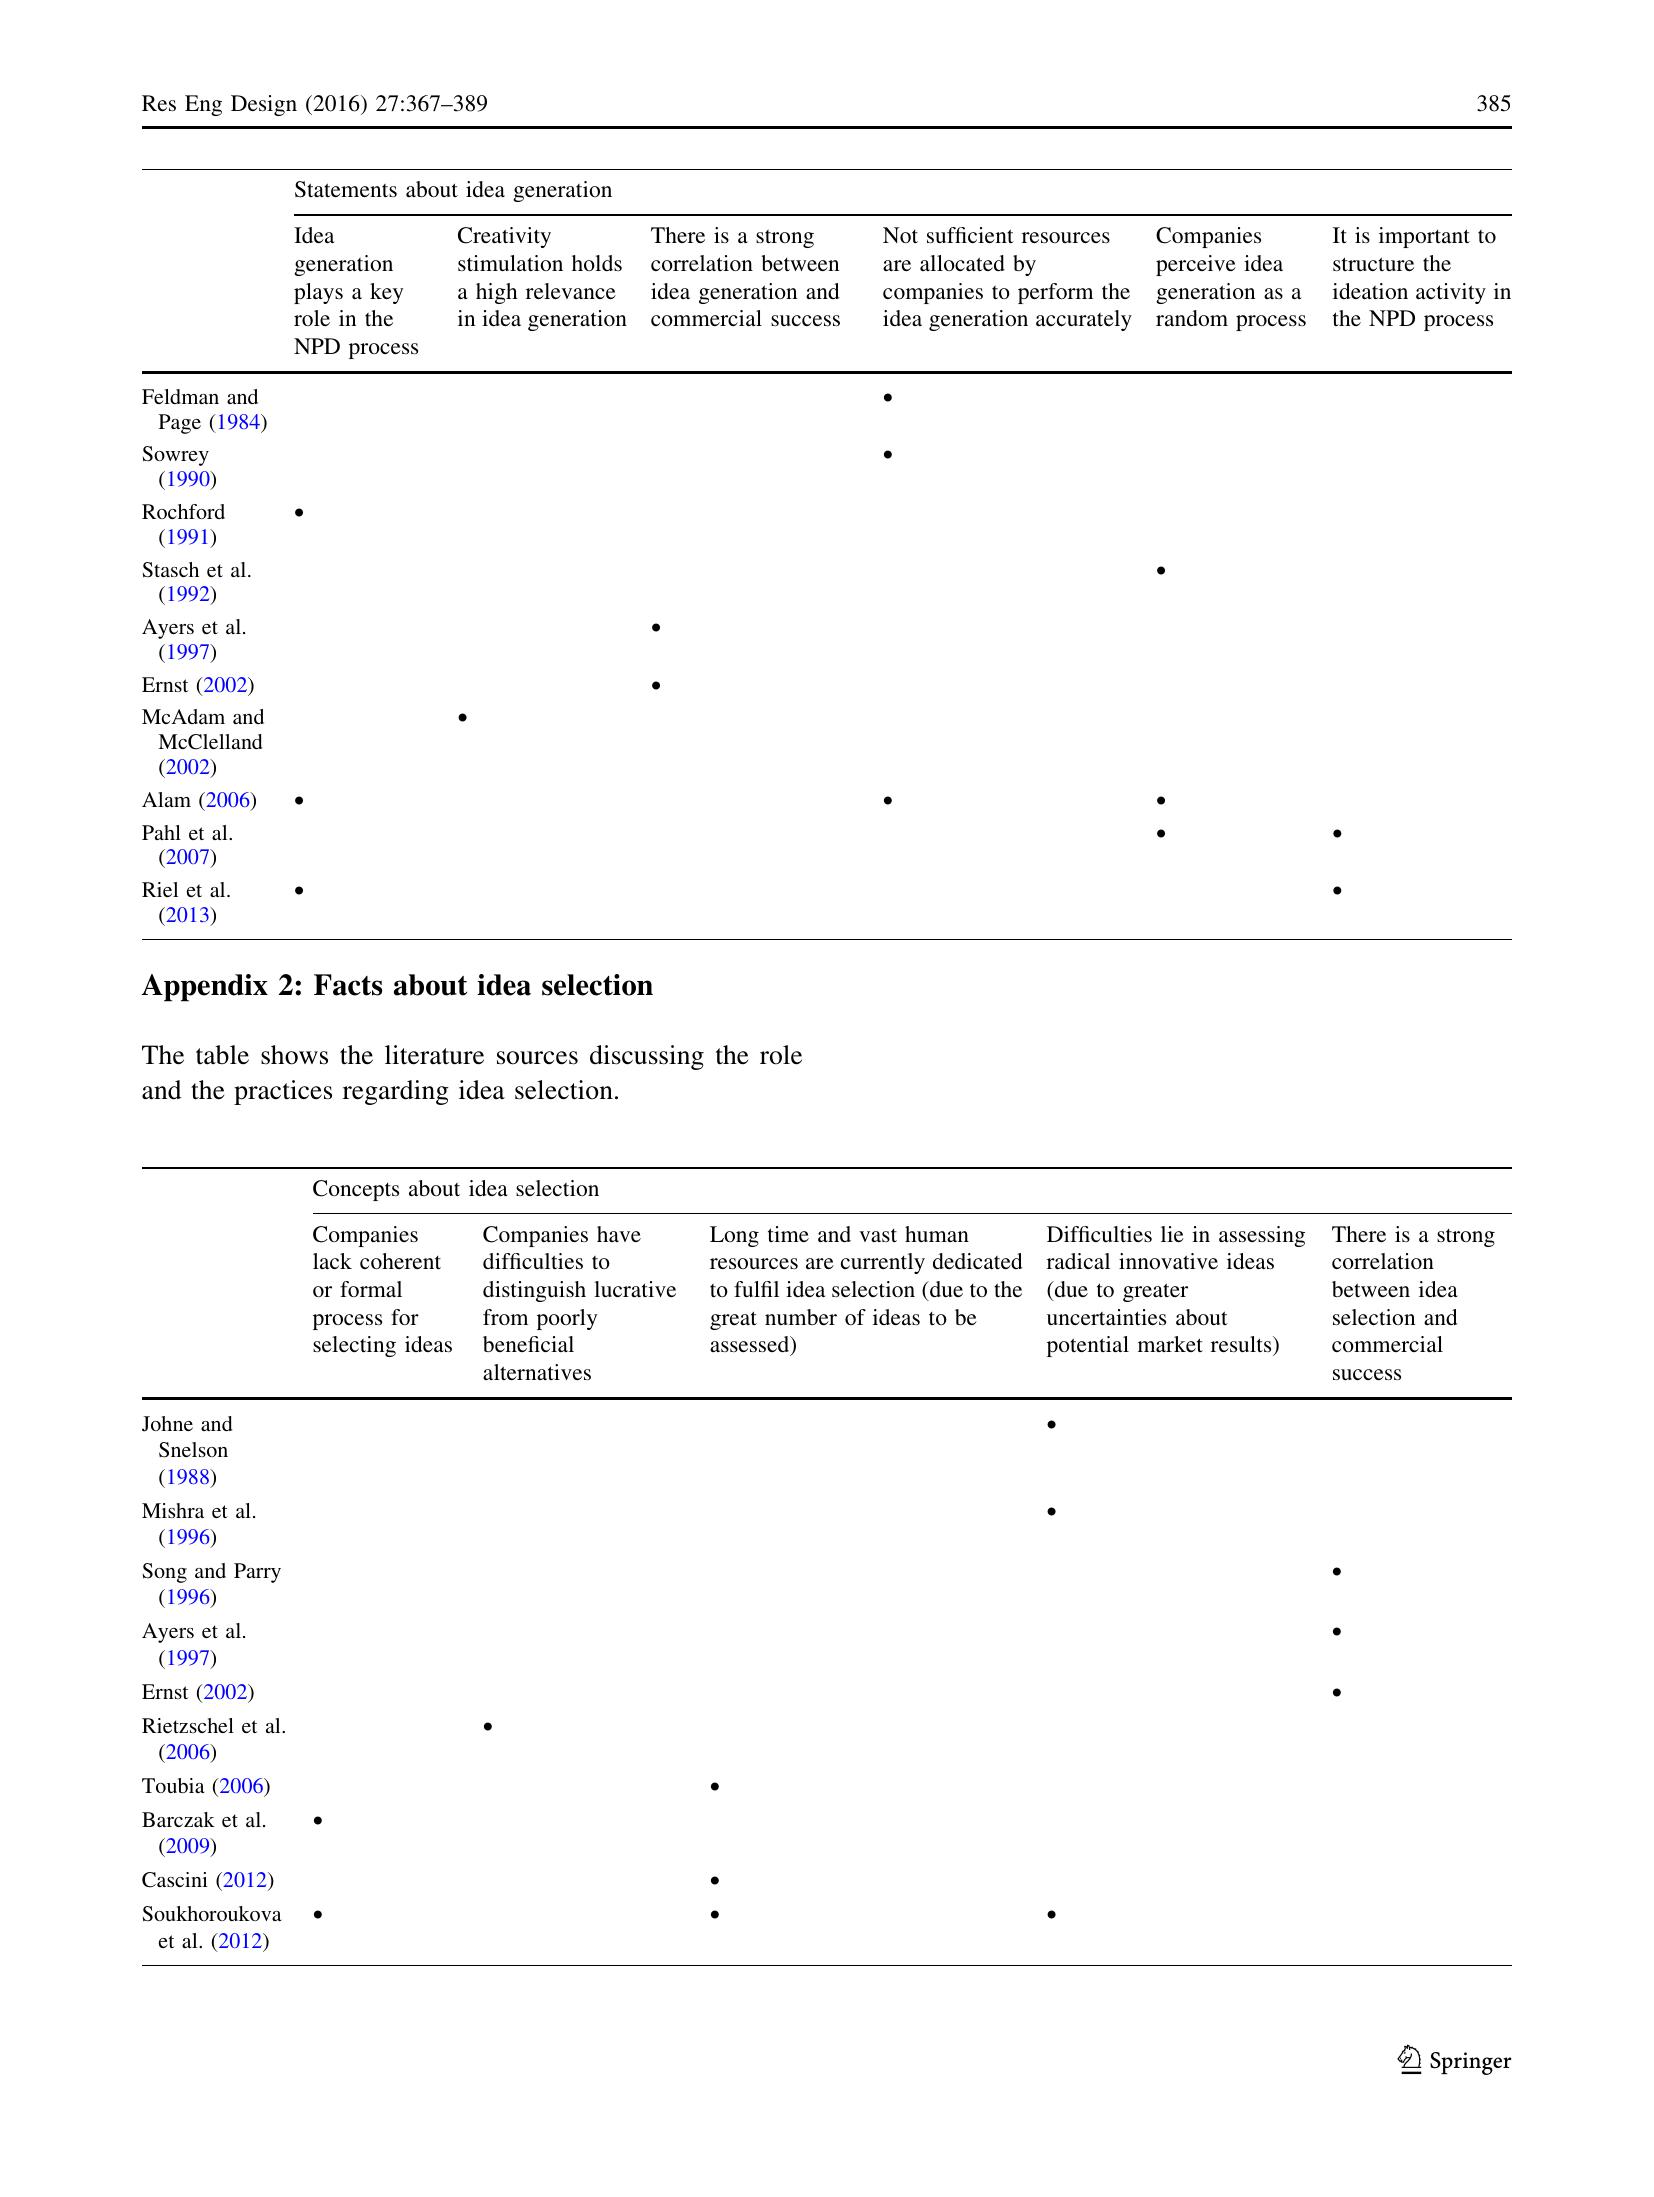 Res Eng Design (2016) 27:367–389 385
Statements about idea generation
Idea generation plays a key role in the NPD process
Creativity stimulation holds a high relevance in idea generation
There is a strong correlation between idea generation and commercial success
Not sufficient resources are allocated by companies to perform the idea generation accurately
Companies perceive idea generation as a random process
It is important to structure the ideation activity in the NPD process
Feldman and •
Page (1984)
Sowrey •
(1990)
Rochford •
(1991)
Stasch et al. •
(1992)
Ayers et al. •
(1997)
Ernst (2002) •
McAdam and •
McClelland
(2002)
Alam (2006) • • •
Pahl et al. • •
(2007)
Riel et al. • •
(2013)
Appendix 2: Facts about idea selection
The table shows the literature sources discussing the role
and the practices regarding idea selection.
Concepts about idea selection
Companies lack coherent or formal process for selecting ideas
Companies have difficulties to distinguish lucrative from poorly beneficial alternatives
Long time and vast human resources are currently dedicated to fulfil idea selection (due to the great number of ideas to be assessed)
Difficulties lie in assessing radical innovative ideas (due to greater uncertainties about potential market results)
There is a strong correlation between idea selection and commercial success
Johne and •
Snelson
(1988)
Mishra et al. •
(1996)
Song and Parry •
(1996)
Ayers et al. •
(1997)
Ernst (2002) •
Rietzschel et al. •
(2006)
Toubia (2006) •
Barczak et al. •
(2009)
Cascini (2012) •
Soukhoroukova • • •
et al. (2012)
Springer